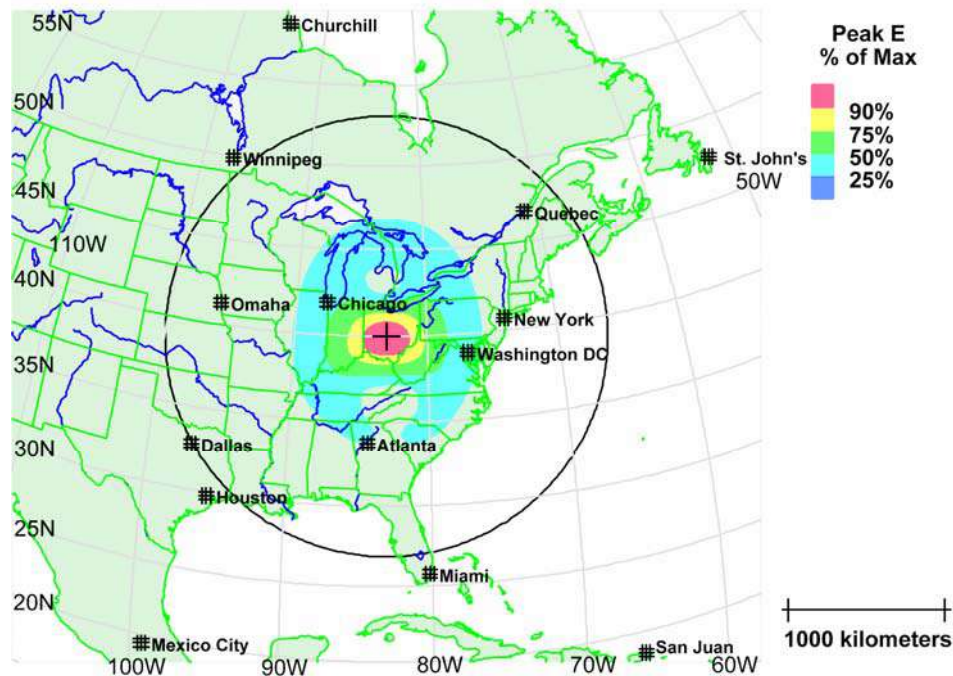 55N
Churchill
Peak E
% of Max
50N
90%
75%
Winnipeg
St. John's
50%
45N
50W
25%
Quebec
110W
40N
Omaha
Chicago
New York
Washington DC
35N
Dallas
Atlanta
30N
Houston
25N
Miami
20N
1000 kilometers
Mexico City
San Juan
100W
90W
80W
70W
60W